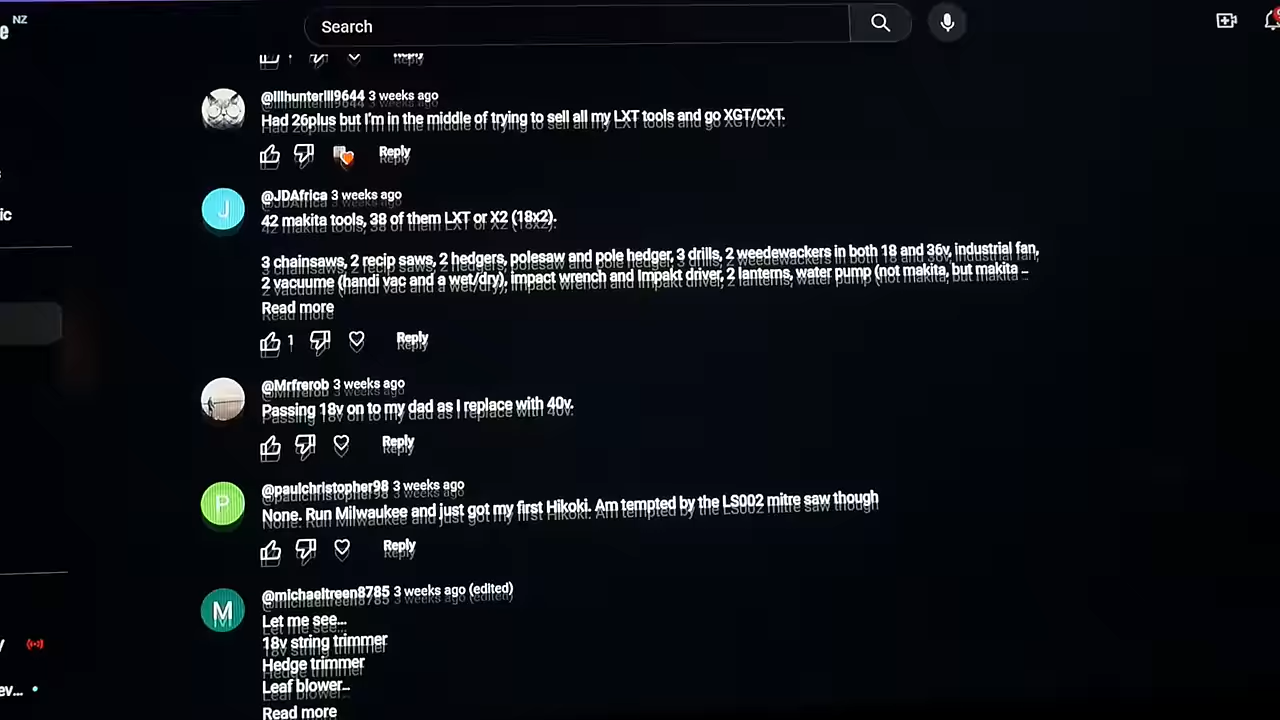 NZ
e
Search
Reply
@lllhunterlll9644 3 weeks ago
Had 26plus but I'm in the middle of trying to sell all my LXT tools and go XGT/CXT.
Reply
ic
J
@JDAfrica 3 weeks ago
42 makita tools, 38 of them LXT or X2 (18x2).
3 chainsaws, 2 recip saws, 2 hedgers, polesaw and pole hedger, 3 drills, 2 weedewackers in both 18 and 36v, industrial fan,
2 vacuume (handi vac and a wet/dry), impact wrench and Impakt driver, 2 lanterns, water pump (not makita, but makita ...
Read more
1
Reply
@Mrfrerob 3 weeks ago
Passing 18v on to my dad as I replace with 40v.
Reply
P
@paulchristopher98 3 weeks ago
None. Run Milwaukee and just got my first Hikoki. Am tempted by the LS002 mitre saw though
Reply
M
@michaeltreen8785 3 weeks ago (edited)
Let me see...
18v string trimmer
Hedge trimmer
Leaf blower...
Read more
ev...